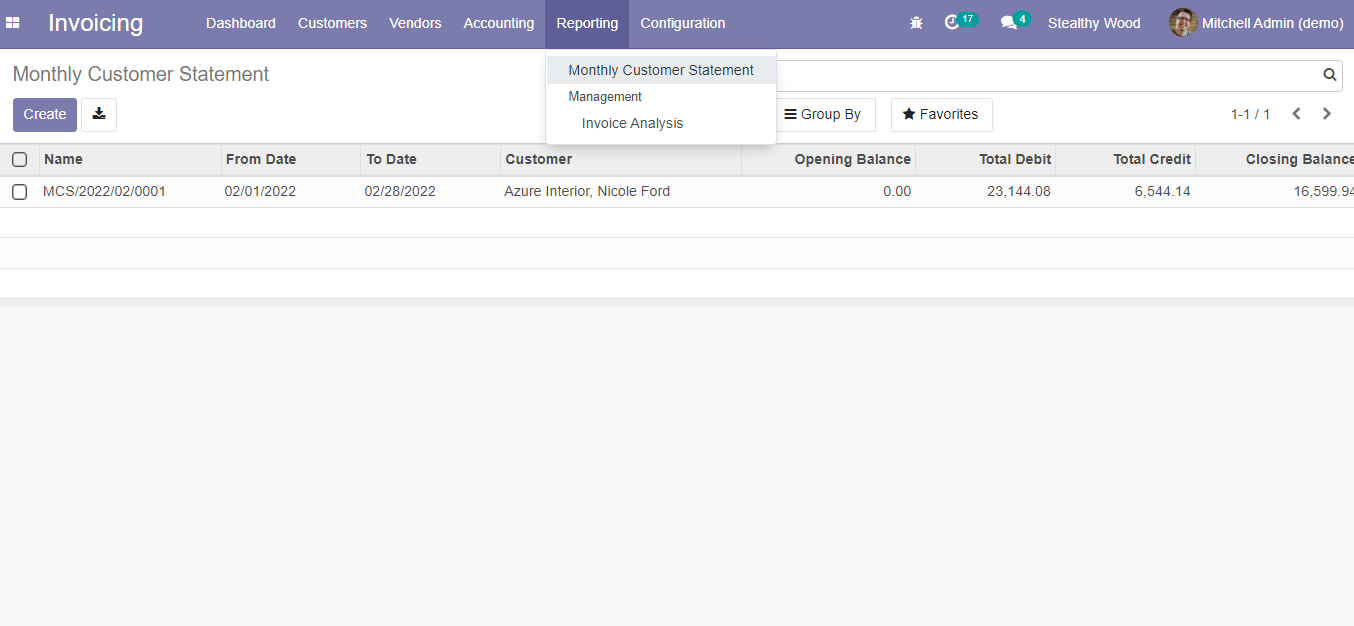 Invoicing Dashboard Customers Vendors Accounting Reporting Configuration 17 4 Stealthy Wood Mitchell Admin (demo)
Monthly Customer Statement
Monthly Customer Statement
Management
Invoice Analysis
Create
Group By Favorites 1-1 / 1
Name From Date To Date Customer Opening Balance Total Debit Total Credit Closing Balance
MCS/2022/02/0001 02/01/2022 02/28/2022 Azure Interior, Nicole Ford 0.00 23,144.08 6,544.14 16,599.94